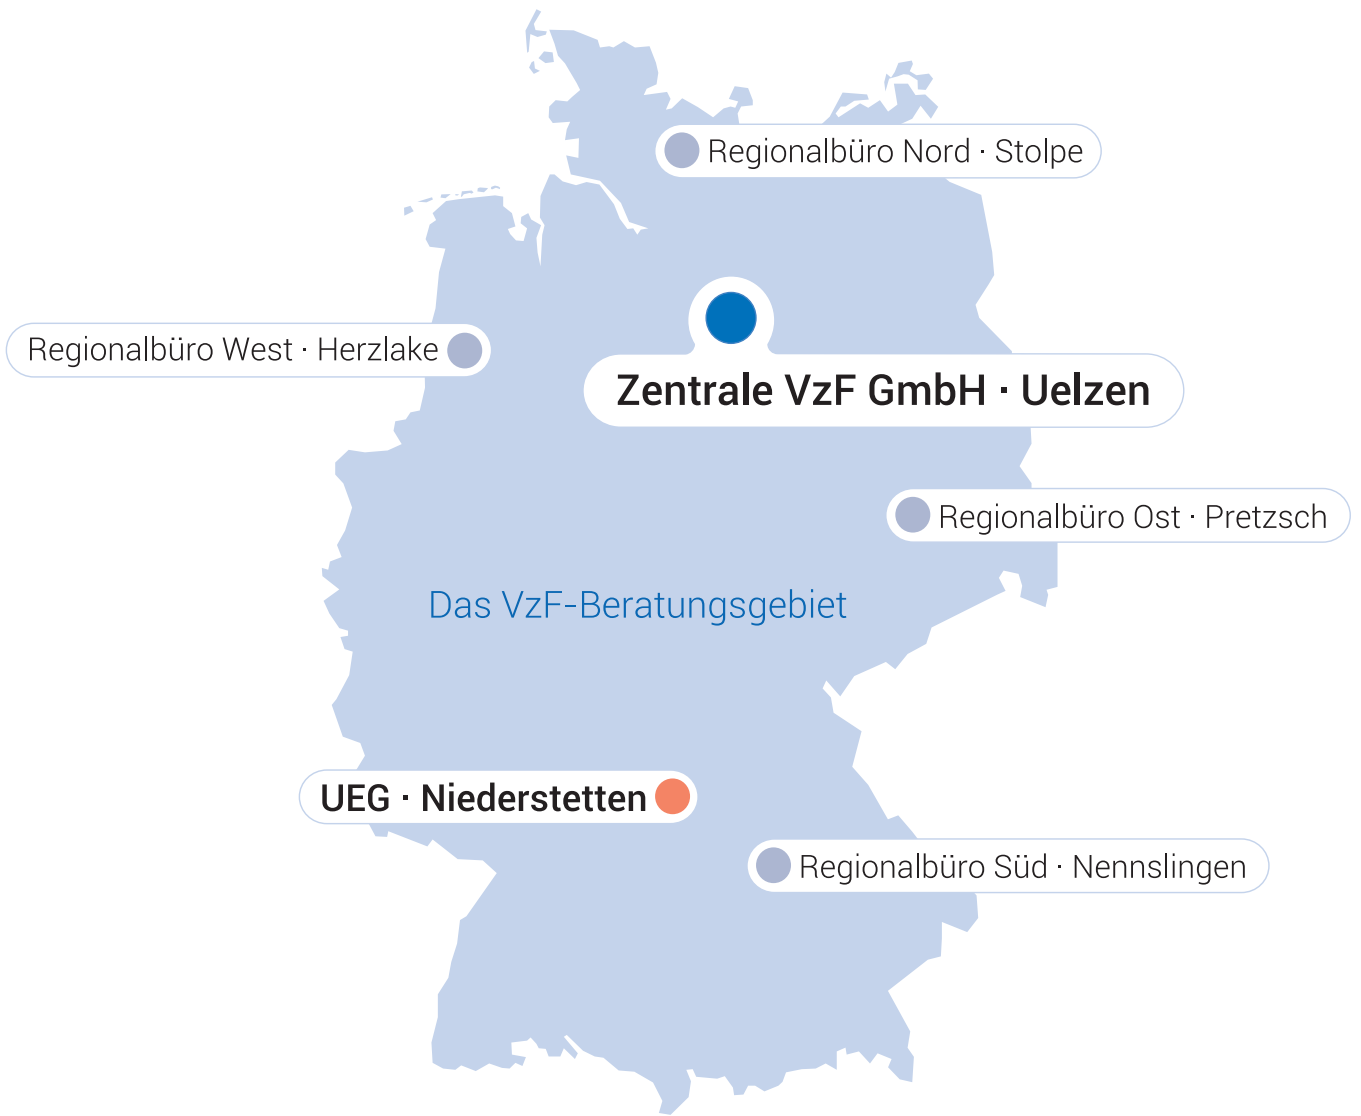 Regionalbüro Nord · Stolpe
Regionalbüro West · Herzlake
Zentrale VzF GmbH · Uelzen
Regionalbüro Ost · Pretzsch
Das VzF-Beratungsgebiet
UEG · Niederstetten
Regionalbüro Süd · Nennslingen